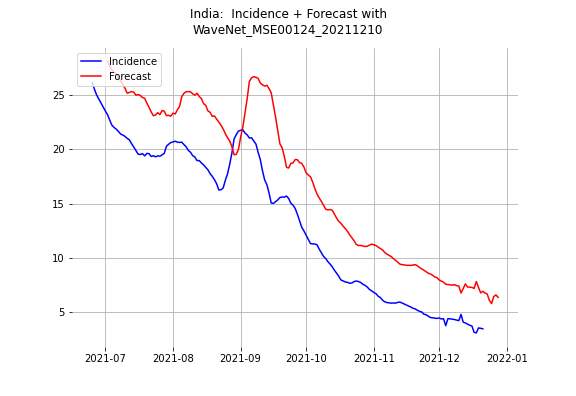 India:  Incidence + Forecast with
WaveNet_MSE00124_20211210
Incidence
Forecast
25
20
15
10
5
2021-07 2021-08 2021-09 2021-10 2021-11 2021-12 2022-01